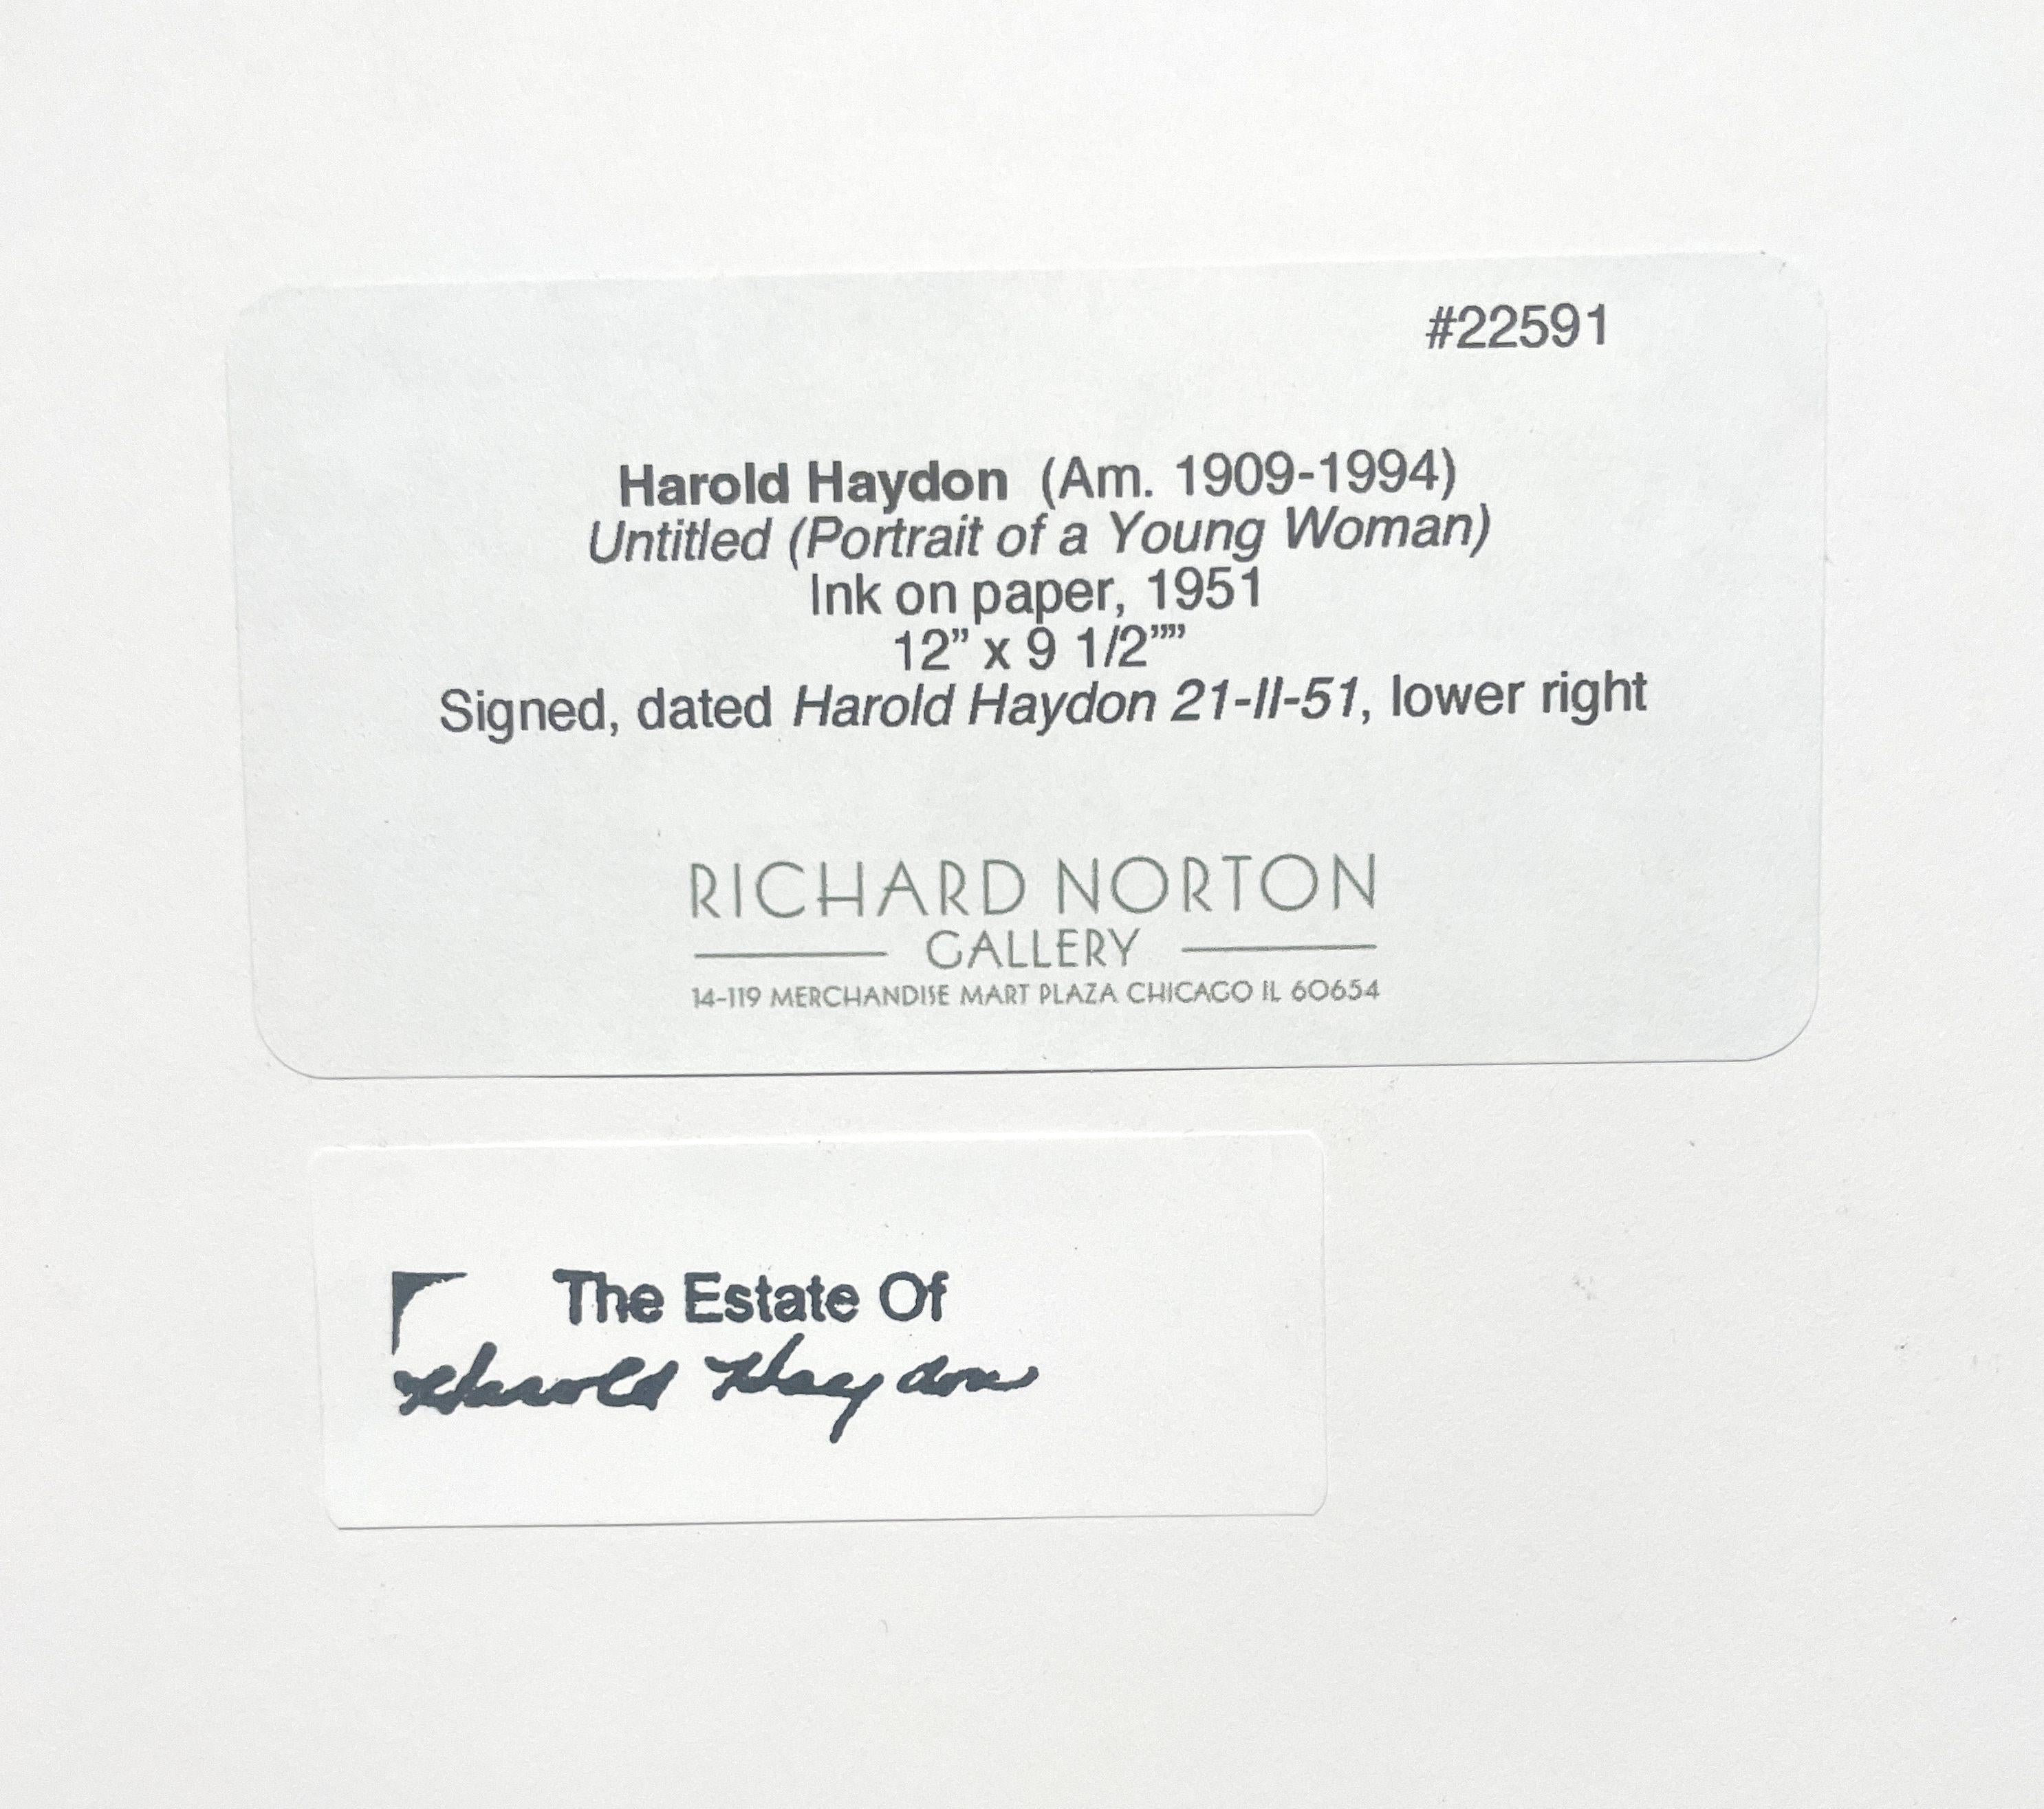 #22591
Harold Haydon (Am. 1909-1994)
Untitled (Portrait of a Young Woman)
Ink on paper, 1951
12” x 9 1/2””
Signed, dated Harold Haydon 21-II-51, lower right
RICHARD NORTON
GALLERY
14-119 MERCHANDISE MART PLAZA CHICAGO IL 60654
The Estate Of
Harold Haydon